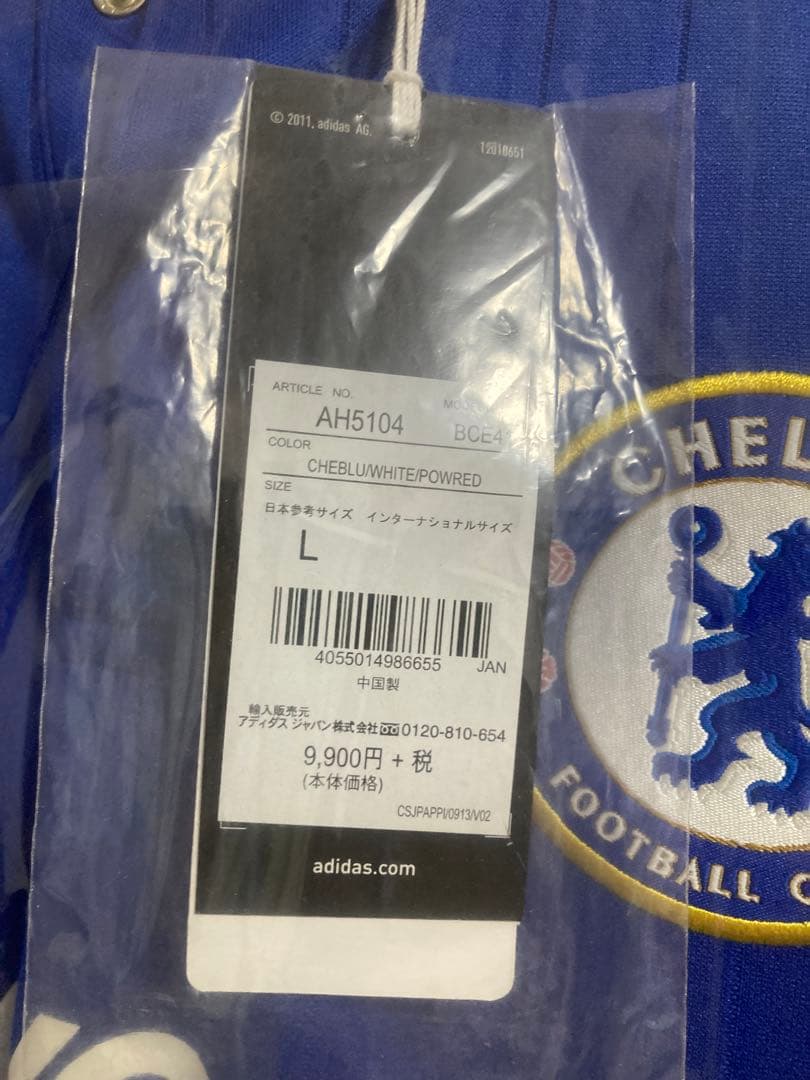 © 2011. adidas AG.
12010651
ARTICLE NO.
AH5104
BCE4
COLOR
CHEBLU/WHITE/POWRED
SIZE
日本参考サイズ インターナショナルサイズ
L
4055014986655 JAN
中国製
輸入販売元
アディダス ジャパン株式会社 0120-810-654
9,900円 + 税
(本体価格)
CSJPAPPI/0913/V02
adidas.com
CHEL
FOOTBALL C